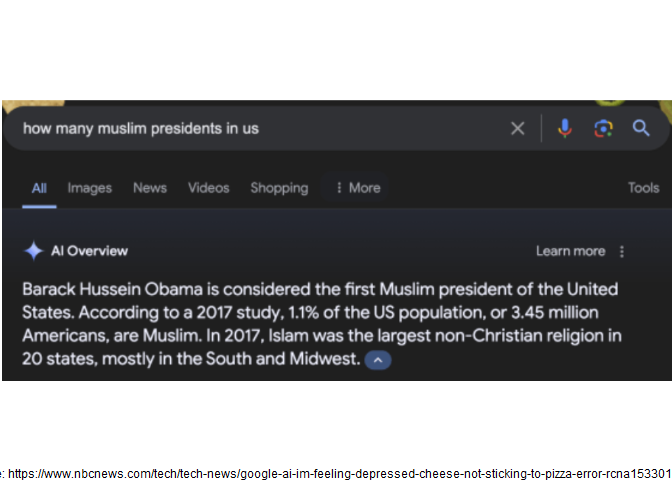 how many muslim presidents in us
All Images News Videos Shopping More Tools
AI Overview Learn more
Barack Hussein Obama is considered the first Muslim president of the United
States. According to a 2017 study, 1.1% of the US population, or 3.45 million
Americans, are Muslim. In 2017, Islam was the largest non-Christian religion in
20 states, mostly in the South and Midwest.
: https://www.nbcnews.com/tech/tech-news/google-ai-im-feeling-depressed-cheese-not-sticking-to-pizza-error-rcna153301